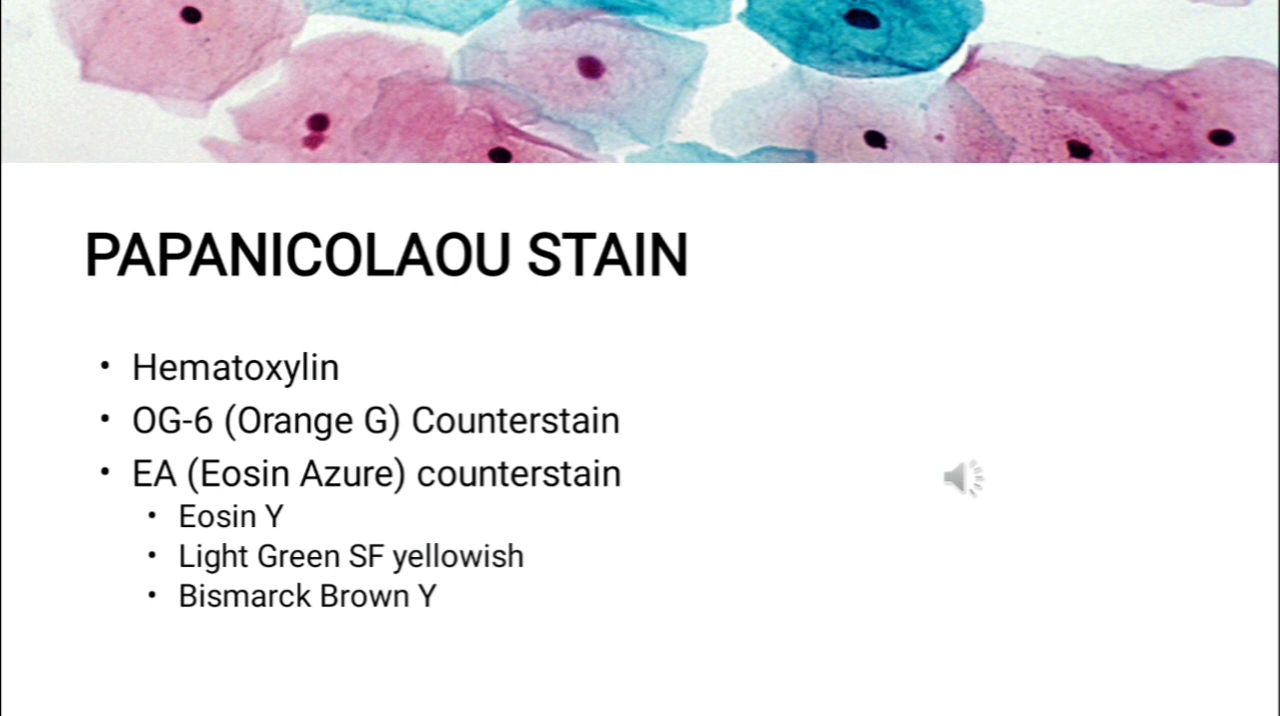 PAPANICOLAOU STAIN
• Hematoxylin
• OG-6 (Orange G) Counterstain
• EA (Eosin Azure) counterstain
• Eosin Y
• Light Green SF yellowish
• Bismarck Brown Y